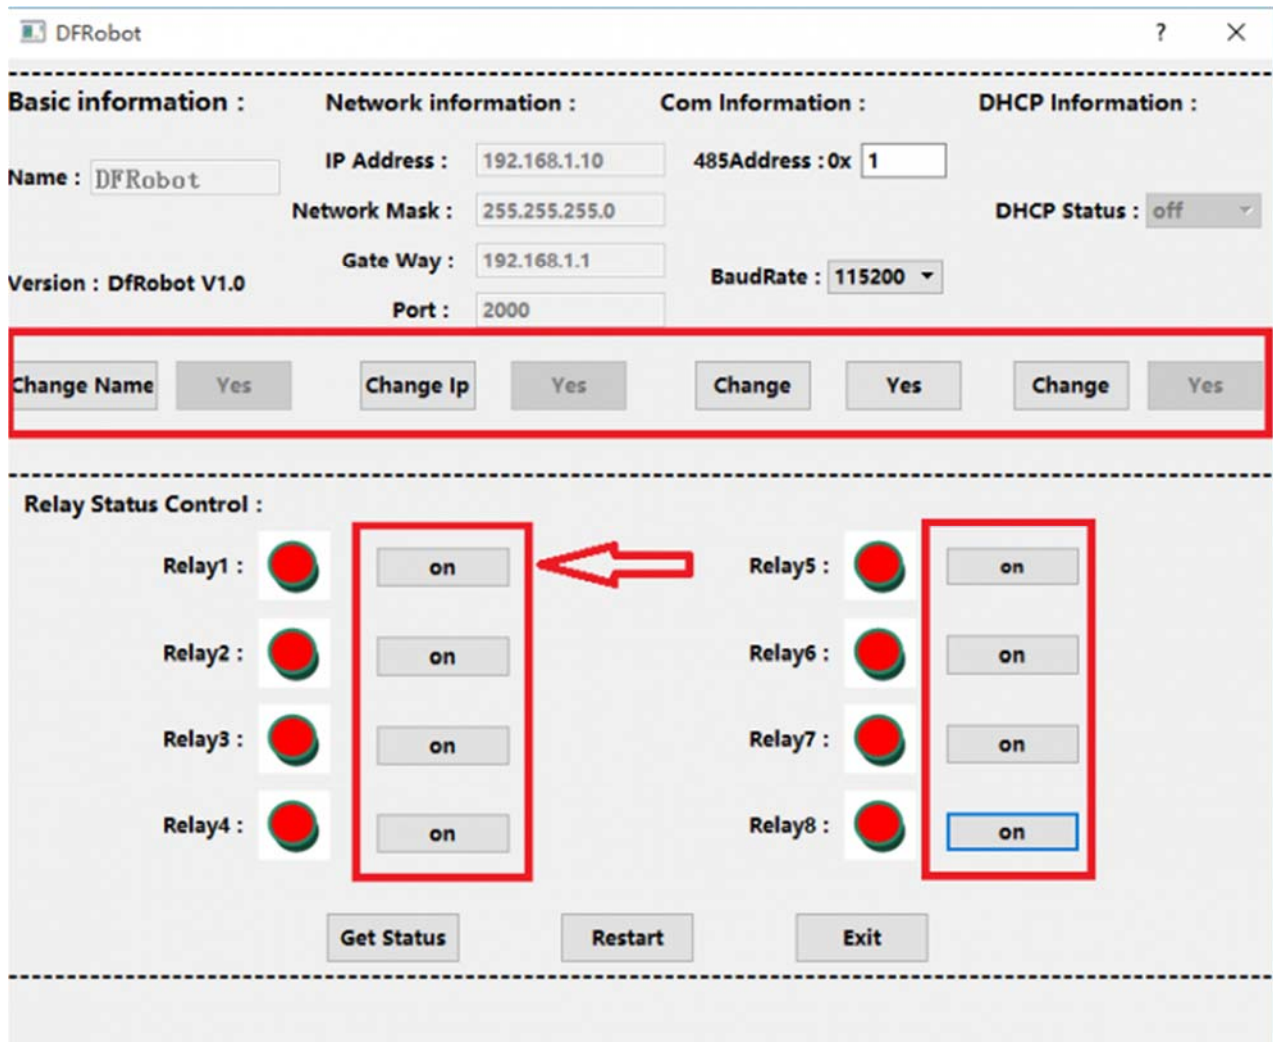 DFRobot ? ×
Basic information : Network information : Com Information : DHCP Information :
IP Address : 192.168.1.10 485Address : 0x 1
Name : DFRobot
Network Mask : 255.255.255.0 DHCP Status : off
Gate Way : 192.168.1.1
Version : DfRobot V1.0 BaudRate : 115200
Port : 2000
Change Name Yes Change Ip Yes Change Yes Change Yes
Relay Status Control :
Relay1 : on Relay5 : on
Relay2 : on Relay6 : on
Relay3 : on Relay7 : on
Relay4 : on Relay8 : on
Get Status Restart Exit